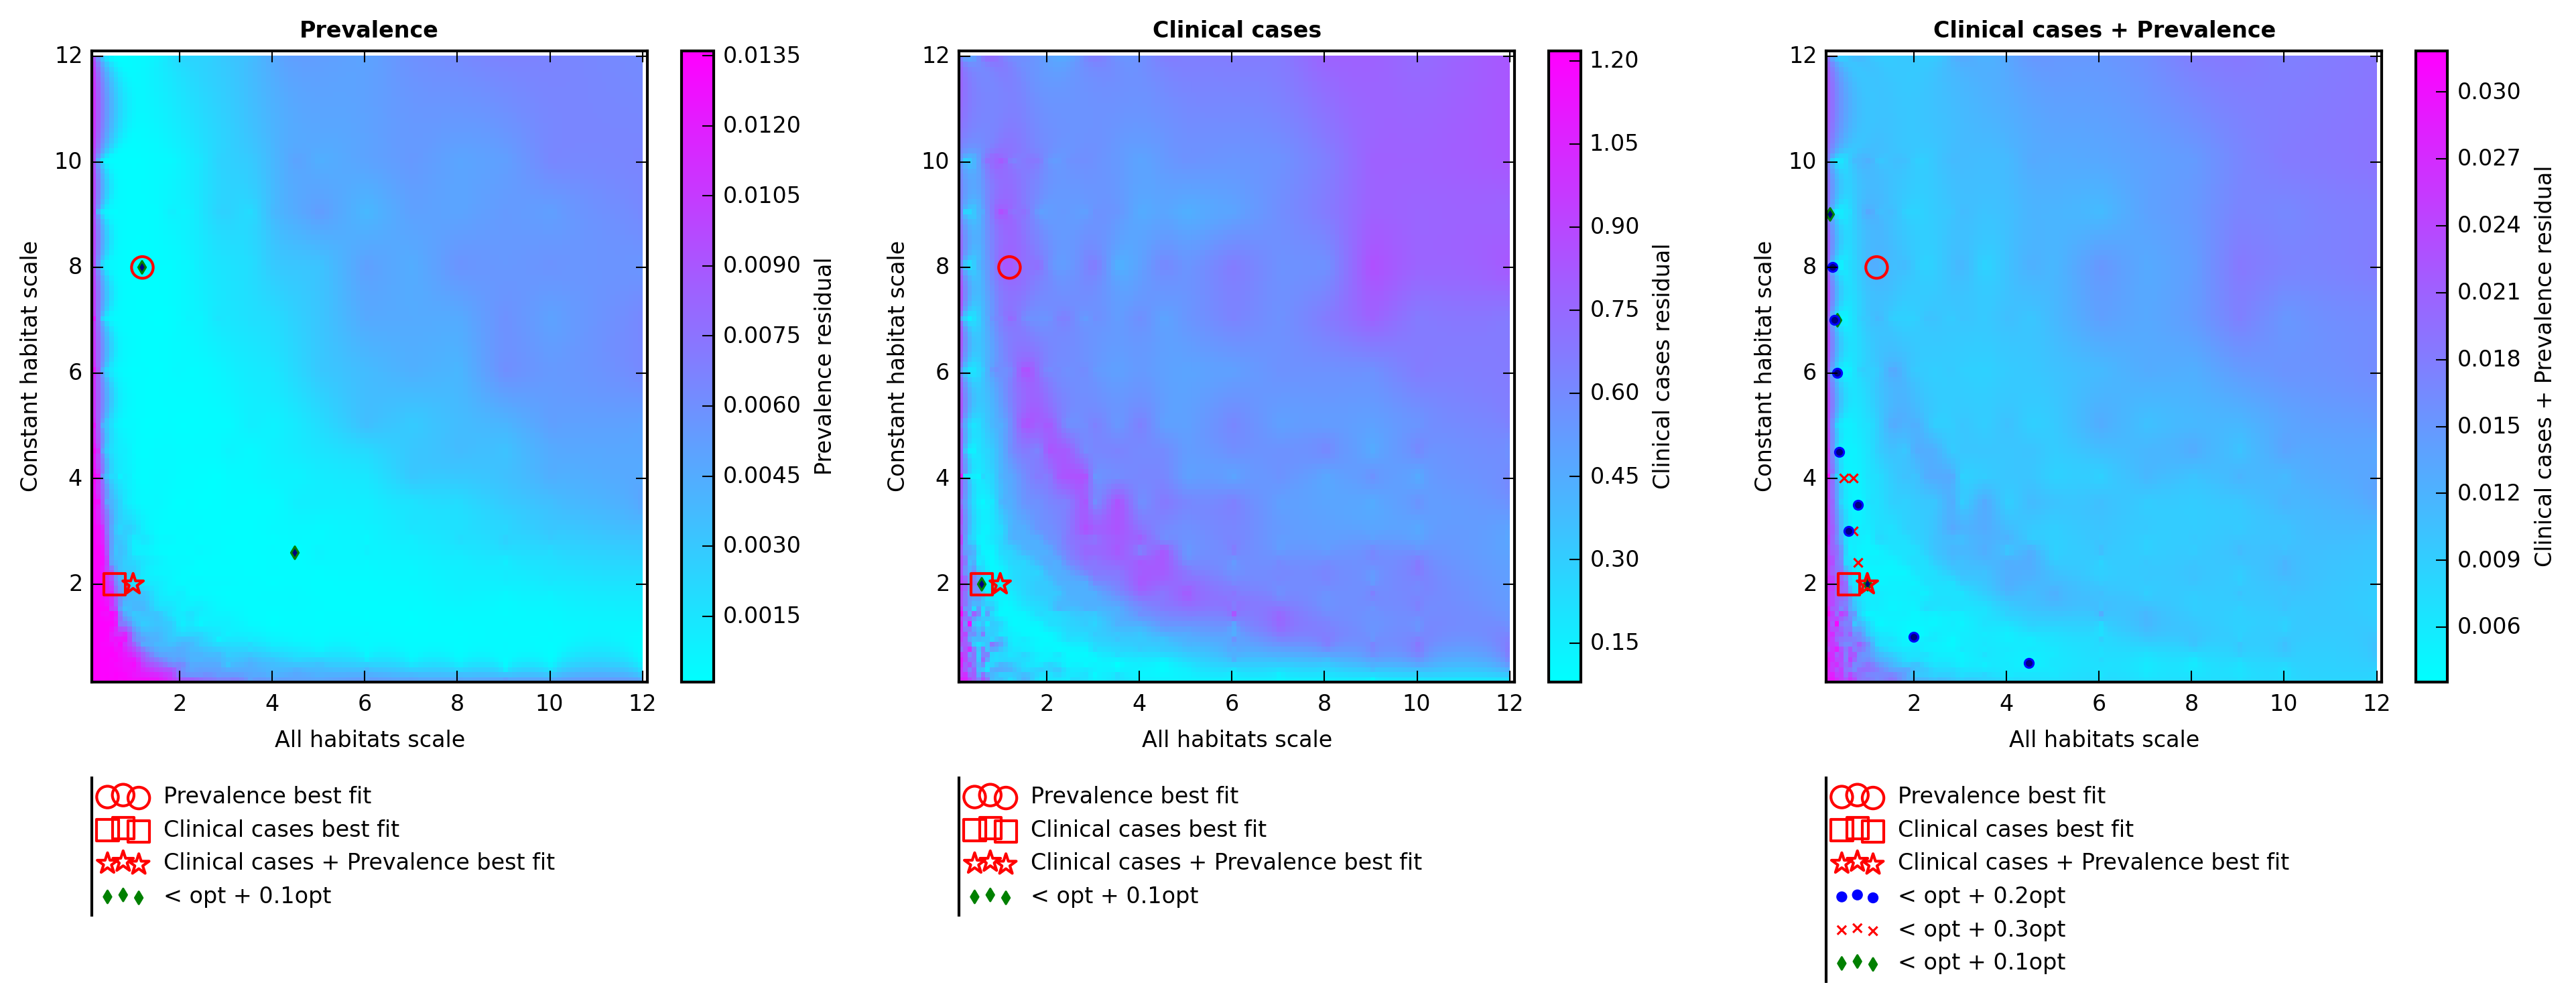 Prevalence
Constant habitat scale
12
10
8
6
4
2
2 4 6 8 10 12
All habitats scale
0.0135
0.0120
0.0105
0.0090
0.0075
0.0060
0.0045
0.0030
0.0015
Prevalence residual
Prevalence best fit
Clinical cases best fit
Clinical cases + Prevalence best fit
< opt + 0.1opt
Clinical cases
Constant habitat scale
12
10
8
6
4
2
2 4 6 8 10 12
All habitats scale
1.20
1.05
0.90
0.75
0.60
0.45
0.30
0.15
Clinical cases residual
Prevalence best fit
Clinical cases best fit
Clinical cases + Prevalence best fit
< opt + 0.1opt
Clinical cases + Prevalence
Constant habitat scale
12
10
8
6
4
2
2 4 6 8 10 12
All habitats scale
0.030
0.027
0.024
0.021
0.018
0.015
0.012
0.009
0.006
Clinical cases + Prevalence residual
Prevalence best fit
Clinical cases best fit
Clinical cases + Prevalence best fit
< opt + 0.2opt
< opt + 0.3opt
< opt + 0.1opt